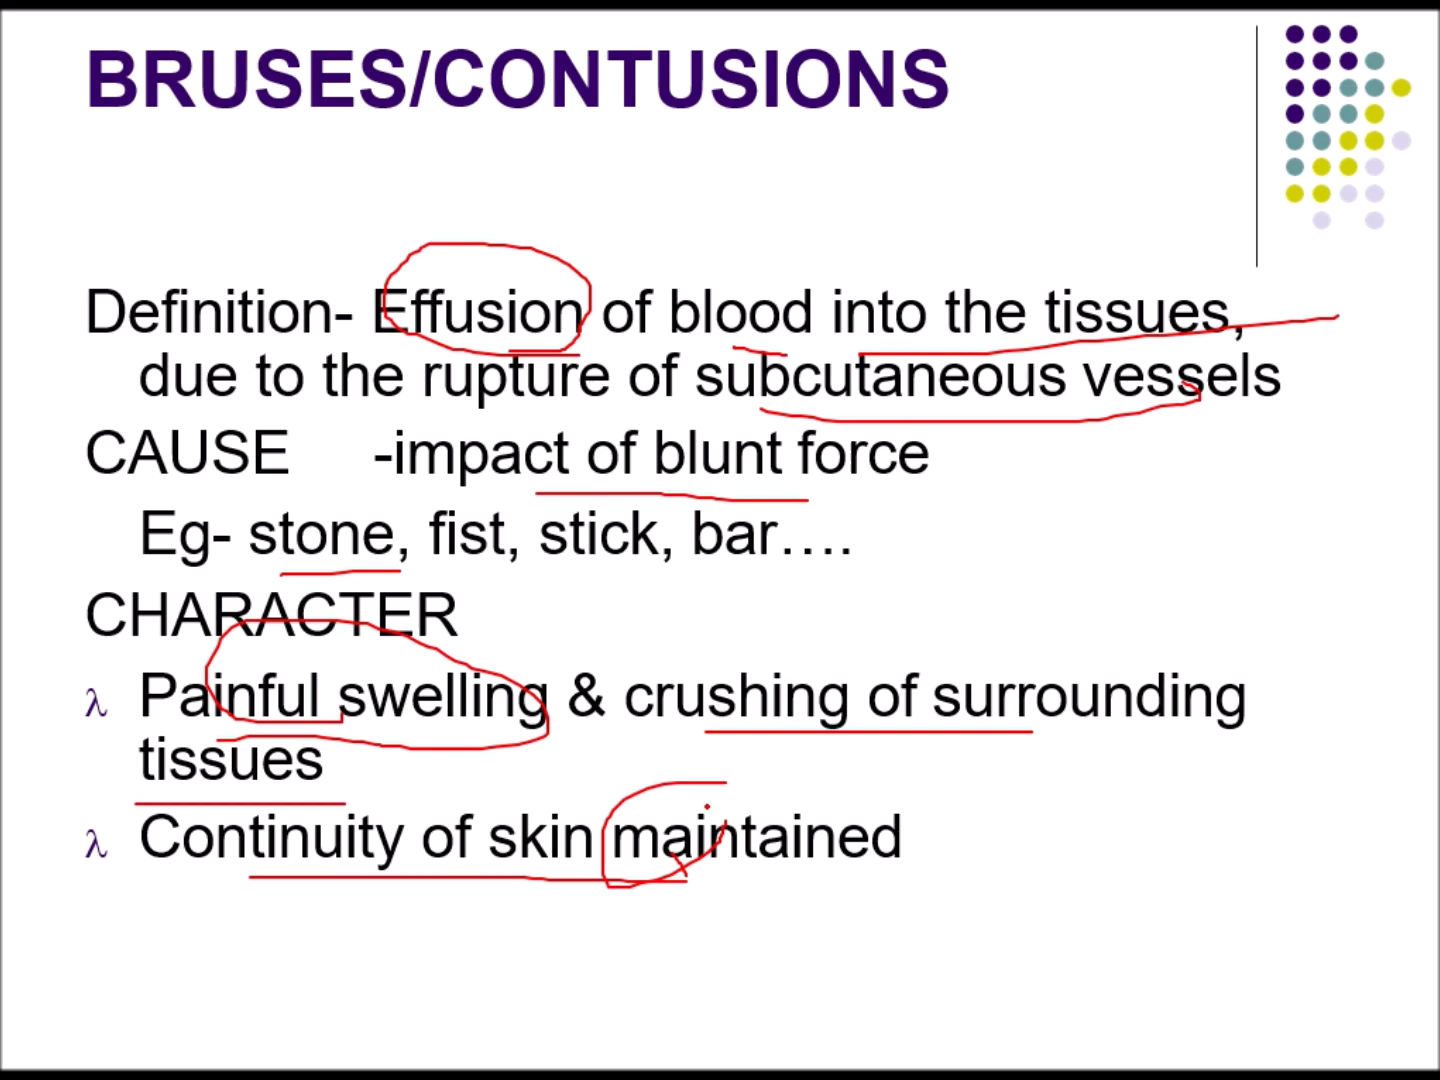 BRUSES/CONTUSIONS
Definition- Effusion of blood into the tissues,
due to the rupture of subcutaneous vessels
CAUSE -impact of blunt force
Eg- stone, fist, stick, bar….
CHARACTER
λ Painful swelling & crushing of surrounding
tissues
λ Continuity of skin maintained